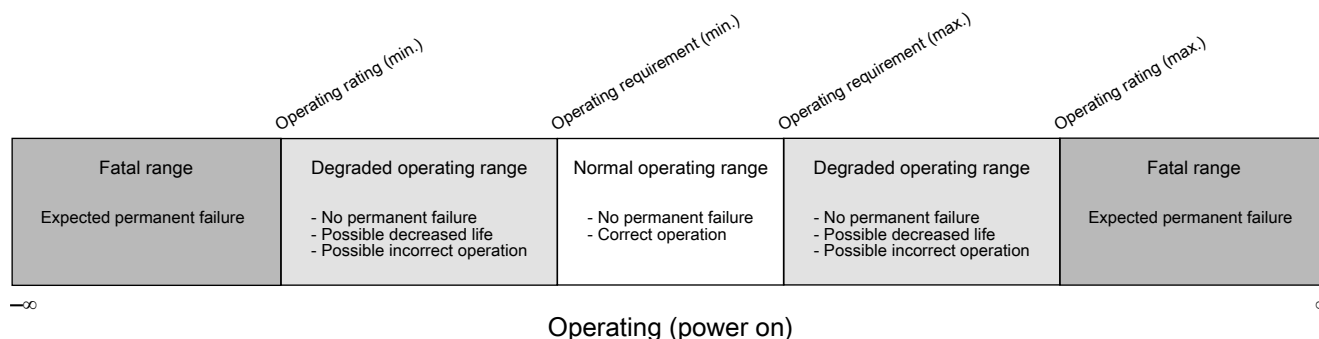 Operating rating (min.)
Operating requirement (min.)
Operating requirement (max.)
Operating rating (max.)
Fatal range
Expected permanent failure
Degraded operating range
- No permanent failure
- Possible decreased life
- Possible incorrect operation
Normal operating range
- No permanent failure
- Correct operation
Degraded operating range
- No permanent failure
- Possible decreased life
- Possible incorrect operation
Fatal range
Expected permanent failure
–∞
Operating (power on)